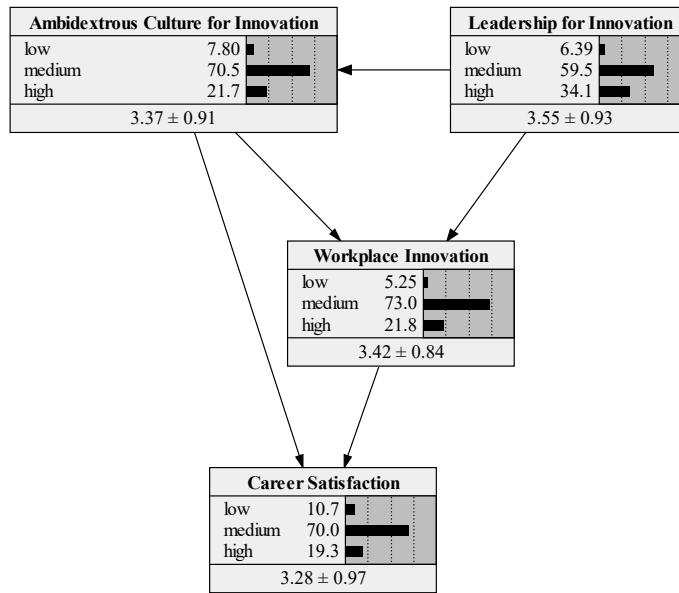 Ambidextrous Culture for Innovation
low 7.80
medium 70.5
high 21.7
3.37 ± 0.91
Leadership for Innovation
low 6.39
medium 59.5
high 34.1
3.55 ± 0.93
Workplace Innovation
low 5.25
medium 73.0
high 21.8
3.42 ± 0.84
Career Satisfaction
low 10.7
medium 70.0
high 19.3
3.28 ± 0.97